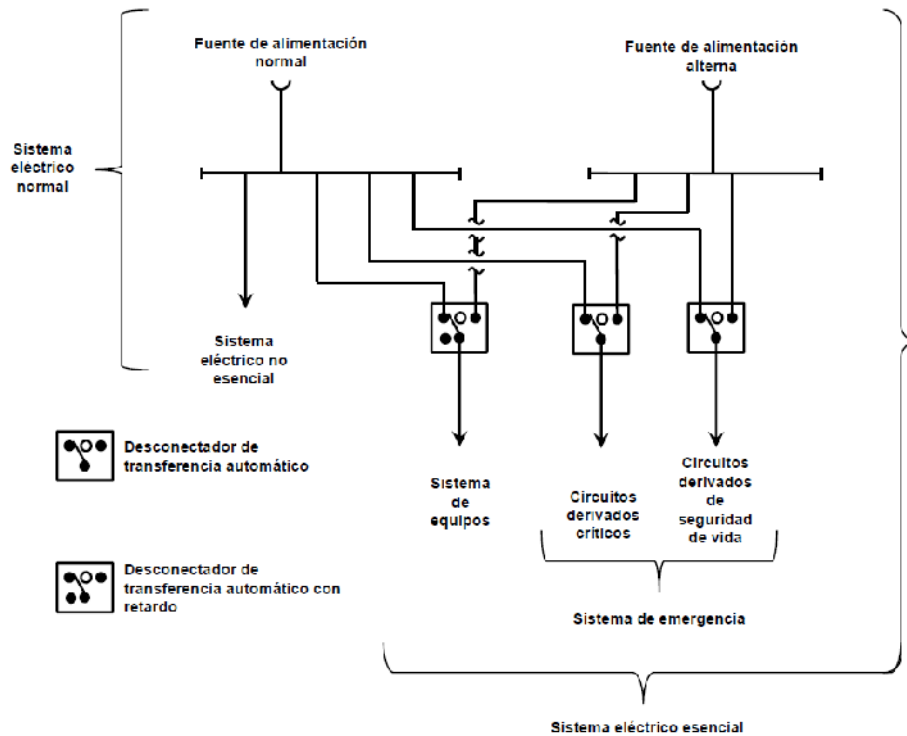 Fuente de alimentación
normal
Fuente de alimentación
alterna
Sistema
eléctrico
normal
Sistema
eléctrico no
esencial
Desconectador de
transferencia automático
Sistema
de
equipos
Circuitos
derivados
críticos
Circuitos
derivados
de
seguridad
de vida
Desconectador de
transferencia automático con
retardo
Sistema de emergencia
Sistema eléctrico esencial